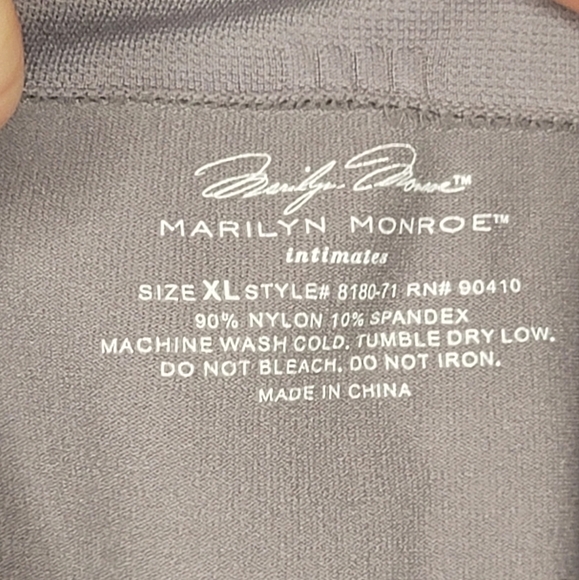 Marilyn Monroe™
MARILYN MONROE™
intimates
SIZE XL STYLE# 8180-71 RN# 90410
90% NYLON 10% SPANDEX
MACHINE WASH COLD. TUMBLE DRY LOW.
DO NOT BLEACH. DO NOT IRON.
MADE IN CHINA